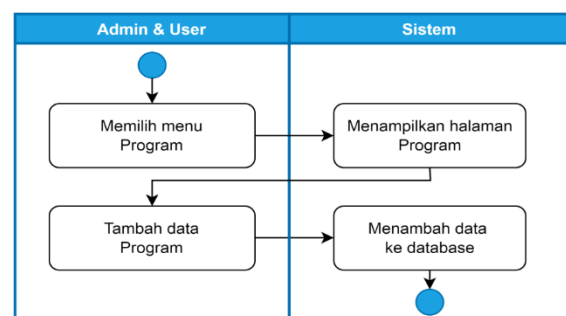 Admin & User
Sistem
Memilih menu
Program
Menampilkan halaman
Program
Tambah data
Program
Menambah data
ke database